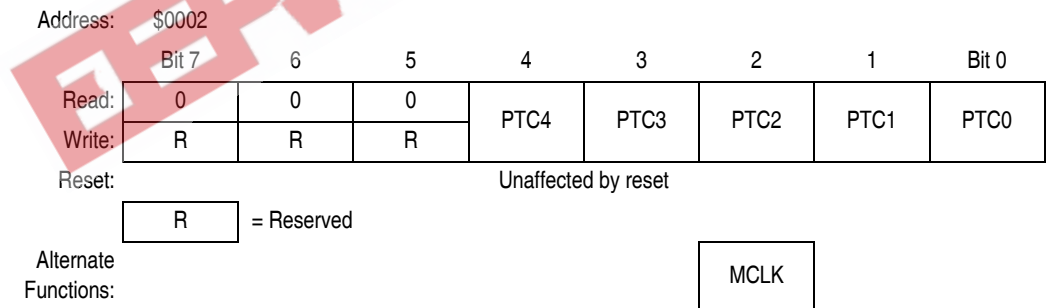 Address: $0002
Bit 7 6 5 4 3 2 1 Bit 0
Read: 0 0 0 PTC4 PTC3 PTC2 PTC1 PTC0
Write: R R R
Reset: Unaffected by reset
R = Reserved
Alternate
Functions: MCLK